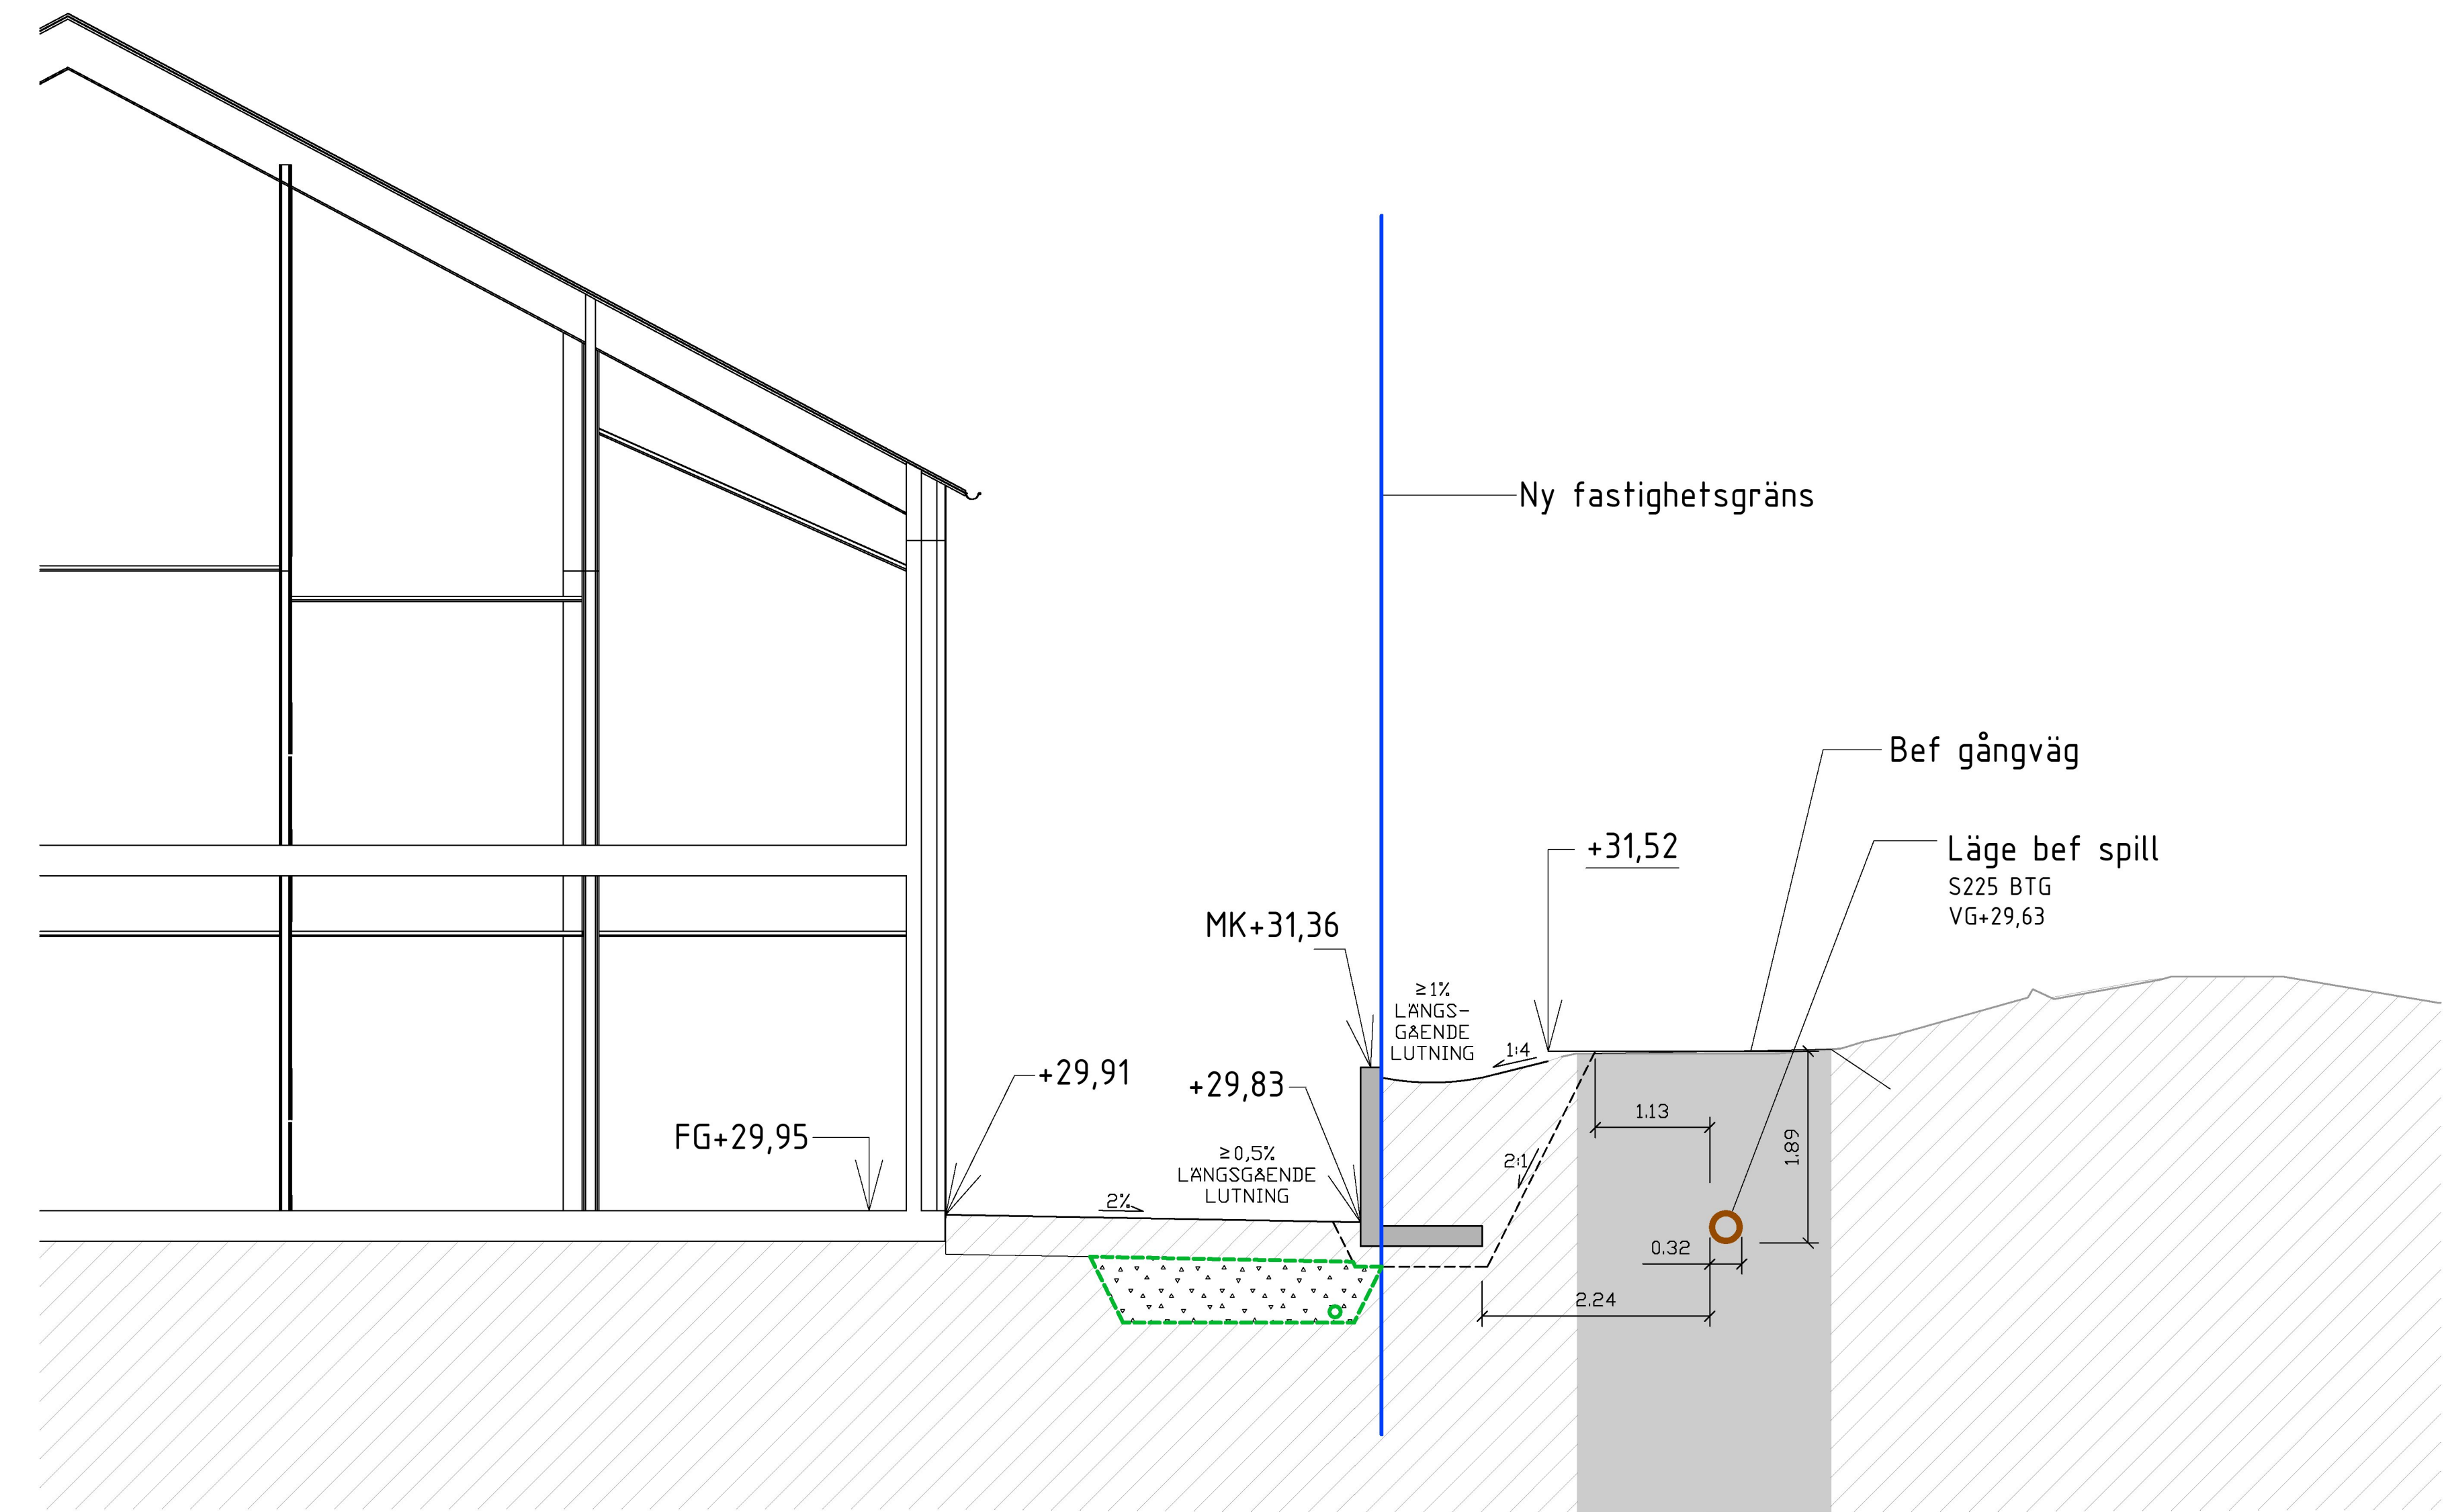 Ny fastighetsgräns
Bef gångväg
+31,52
Läge bef spill
S225 BTG
VG+29,63
MK+31,36
≥1%
LÄNGS-
GÅENDE
LUTNING
1:4
+29,91
+29,83
FG+29,95
≥0,5%
LÄNGSGÅENDE
LUTNING
2%
2:1
1.13
1.89
0.32
2.24